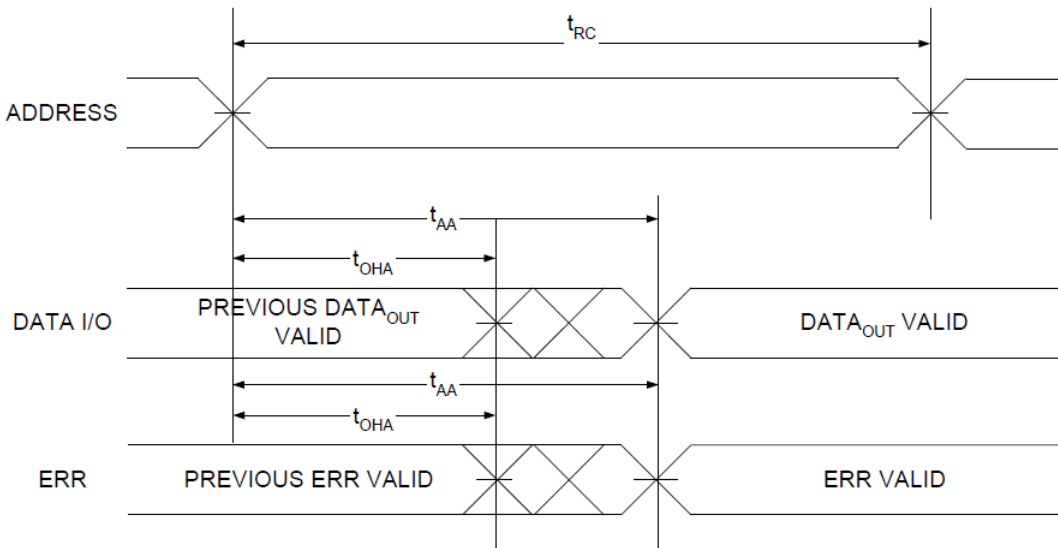 tRC
ADDRESS
tAA
tOHA
DATA I/O
PREVIOUS DATAOUT
VALID
DATAOUT VALID
tAA
tOHA
ERR
PREVIOUS ERR VALID
ERR VALID